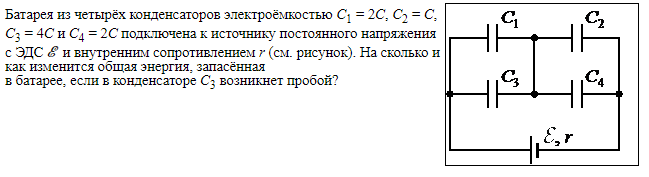 Батарея из четырёх конденсаторов электроёмкостью C₁ = 2C, C₂ = C,
C₃ = 4C и C₄ = 2C подключена к источнику постоянного напряжения
с ЭДС ℰ и внутренним сопротивлением r (см. рисунок). На сколько и
как изменится общая энергия, запасённая
в батарее, если в конденсаторе C₃ возникнет пробой?
C₁ C₂
C₃ C₄
ℰ, r